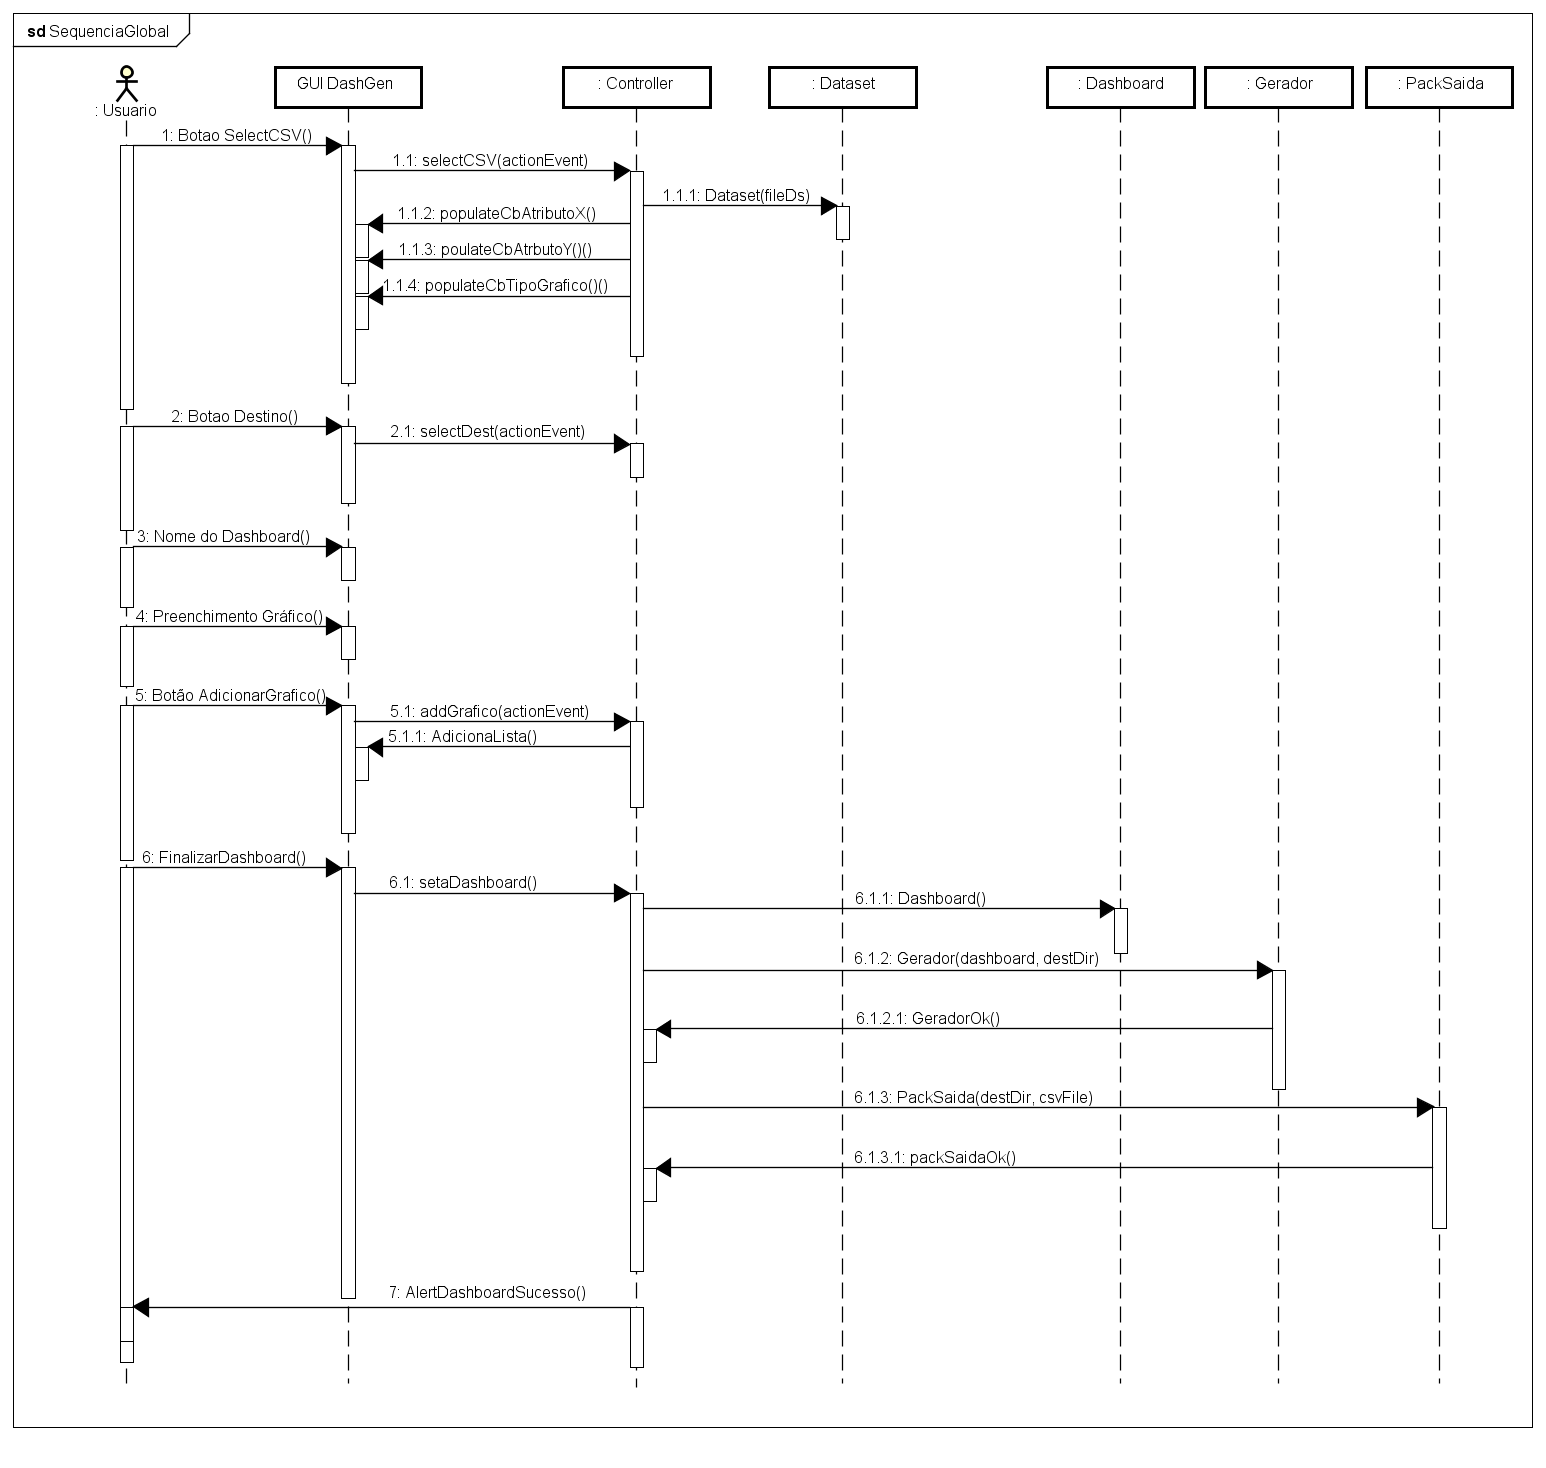 sd SequenciaGlobal
: Usuario
GUI DashGen
: Controller
: Dataset
: Dashboard
: Gerador
: PackSaida
1: Botao SelectCSV()
1.1: selectCSV(actionEvent)
1.1.1: Dataset(fileDs)
1.1.2: populateCbAtributoX()
1.1.3: poulateCbAtrbutoY()()
1.1.4: populateCbTipoGrafico()()
2: Botao Destino()
2.1: selectDest(actionEvent)
3: Nome do Dashboard()
4: Preenchimento Gráfico()
5: Botão AdicionarGrafico()
5.1: addGrafico(actionEvent)
5.1.1: AdicionaLista()
6: FinalizarDashboard()
6.1: setaDashboard()
6.1.1: Dashboard()
6.1.2: Gerador(dashboard, destDir)
6.1.2.1: GeradorOk()
6.1.3: PackSaida(destDir, csvFile)
6.1.3.1: packSaidaOk()
7: AlertDashboardSucesso()